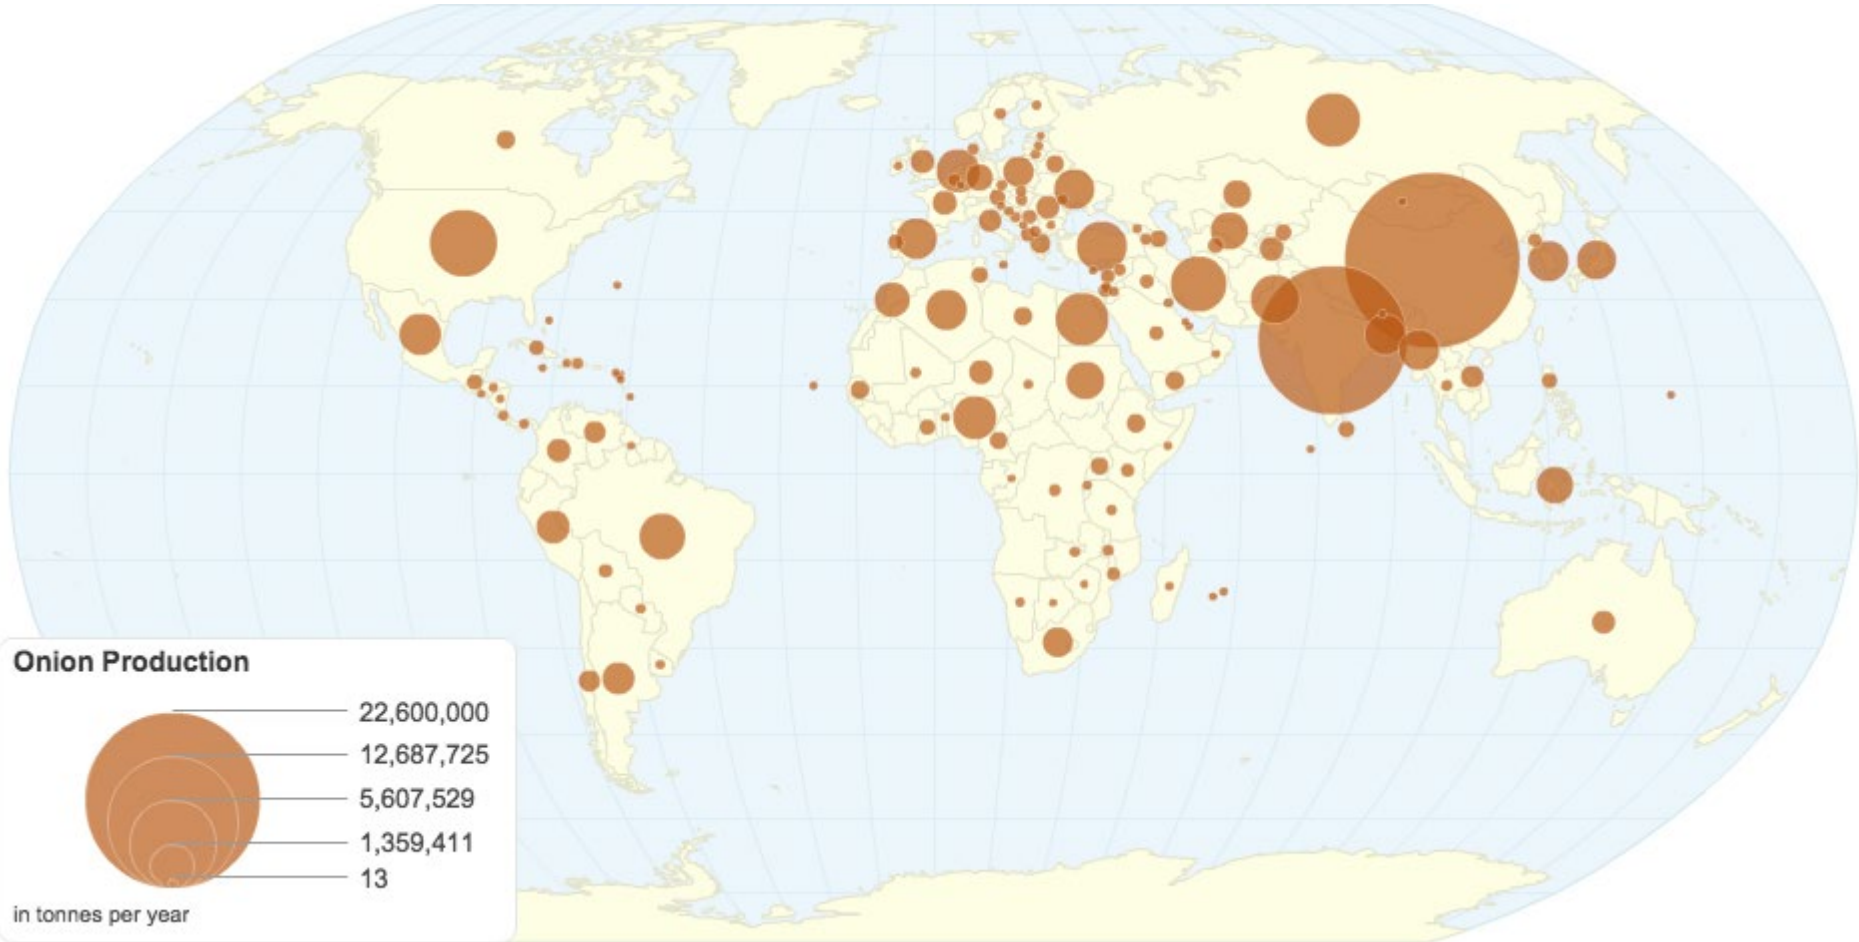 Onion Production
22,600,000
12,687,725
5,607,529
1,359,411
13
in tonnes per year